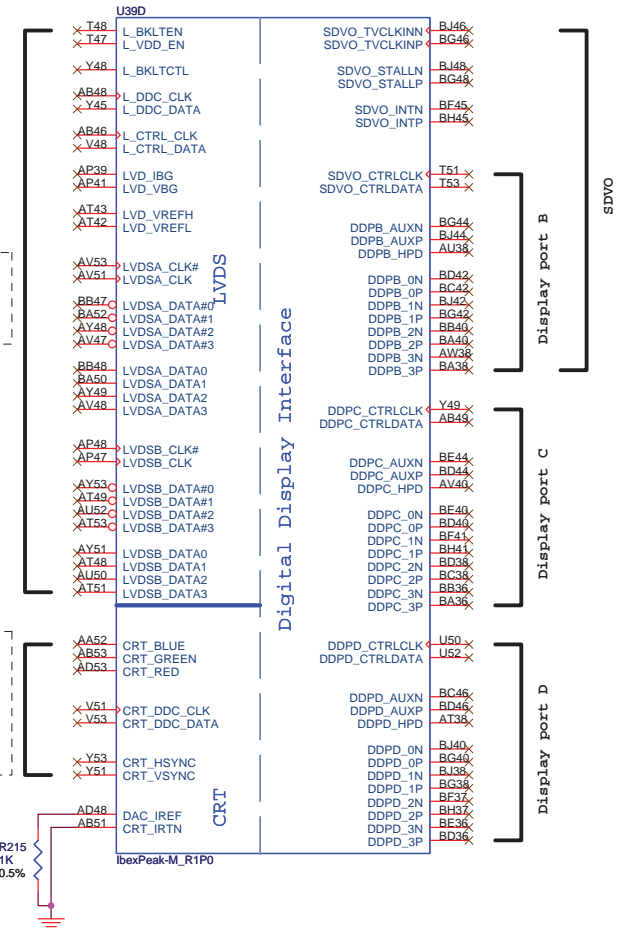 U39D
T48 L_BKLTEN
T47 L_VDD_EN
Y48 L_BKLTCTL
AB48 L_DDC_CLK
Y45 L_DDC_DATA
AB46 L_CTRL_CLK
V48 L_CTRL_DATA
AP39 LVD_IBG
AP41 LVD_VBG
AT43 LVD_VREFH
AT42 LVD_VREFL
AV53 LVDSA_CLK#
AV51 LVDSA_CLK
BB47 LVDSA_DATA#0
BA52 LVDSA_DATA#1
AY48 LVDSA_DATA#2
AV47 LVDSA_DATA#3
BB48 LVDSA_DATA0
BA50 LVDSA_DATA1
AY49 LVDSA_DATA2
AV48 LVDSA_DATA3
AP48 LVDSB_CLK#
AP47 LVDSB_CLK
AY53 LVDSB_DATA#0
AT49 LVDSB_DATA#1
AU52 LVDSB_DATA#2
AT53 LVDSB_DATA#3
AY51 LVDSB_DATA0
AT48 LVDSB_DATA1
AU50 LVDSB_DATA2
AT51 LVDSB_DATA3
AA52 CRT_BLUE
AB53 CRT_GREEN
AD53 CRT_RED
V51 CRT_DDC_CLK
V53 CRT_DDC_DATA
Y53 CRT_HSYNC
Y51 CRT_VSYNC
AD48 DAC_IREF
AB51 CRT_IRTN
LVDS
CRT
Digital Display Interface
SDVO_TVCLKINN BJ46
SDVO_TVCLKINP BG46
SDVO_STALLN BJ48
SDVO_STALLP BG48
SDVO_INTN BF45
SDVO_INTP BH45
SDVO_CTRLCLK T51
SDVO_CTRLDATA T53
DDPB_AUXN BG44
DDPB_AUXP BJ44
DDPB_HPD AU38
DDPB_0N BD42
DDPB_0P BC42
DDPB_1N BJ42
DDPB_1P BG42
DDPB_2N BB40
DDPB_2P BA40
DDPB_3N AW38
DDPB_3P BA38
DDPC_CTRLCLK Y49
DDPC_CTRLDATA AB49
DDPC_AUXN BE44
DDPC_AUXP BD44
DDPC_HPD AV40
DDPC_0N BF40
DDPC_0P BD40
DDPC_1N BF41
DDPC_1P BH41
DDPC_2N BD38
DDPC_2P BC38
DDPC_3N BB36
DDPC_3P BA36
DDPD_CTRLCLK U50
DDPD_CTRLDATA U52
DDPD_AUXN BC46
DDPD_AUXP BD46
DDPD_HPD AT38
DDPD_0N BJ40
DDPD_0P BG40
DDPD_1N BJ38
DDPD_1P BG38
DDPD_2N BF37
DDPD_2P BH37
DDPD_3N BE36
DDPD_3P BD36
Display port B
SDVO
Display port C
Display port D
IbexPeak-M_R1P0
R215
1K
0.5%